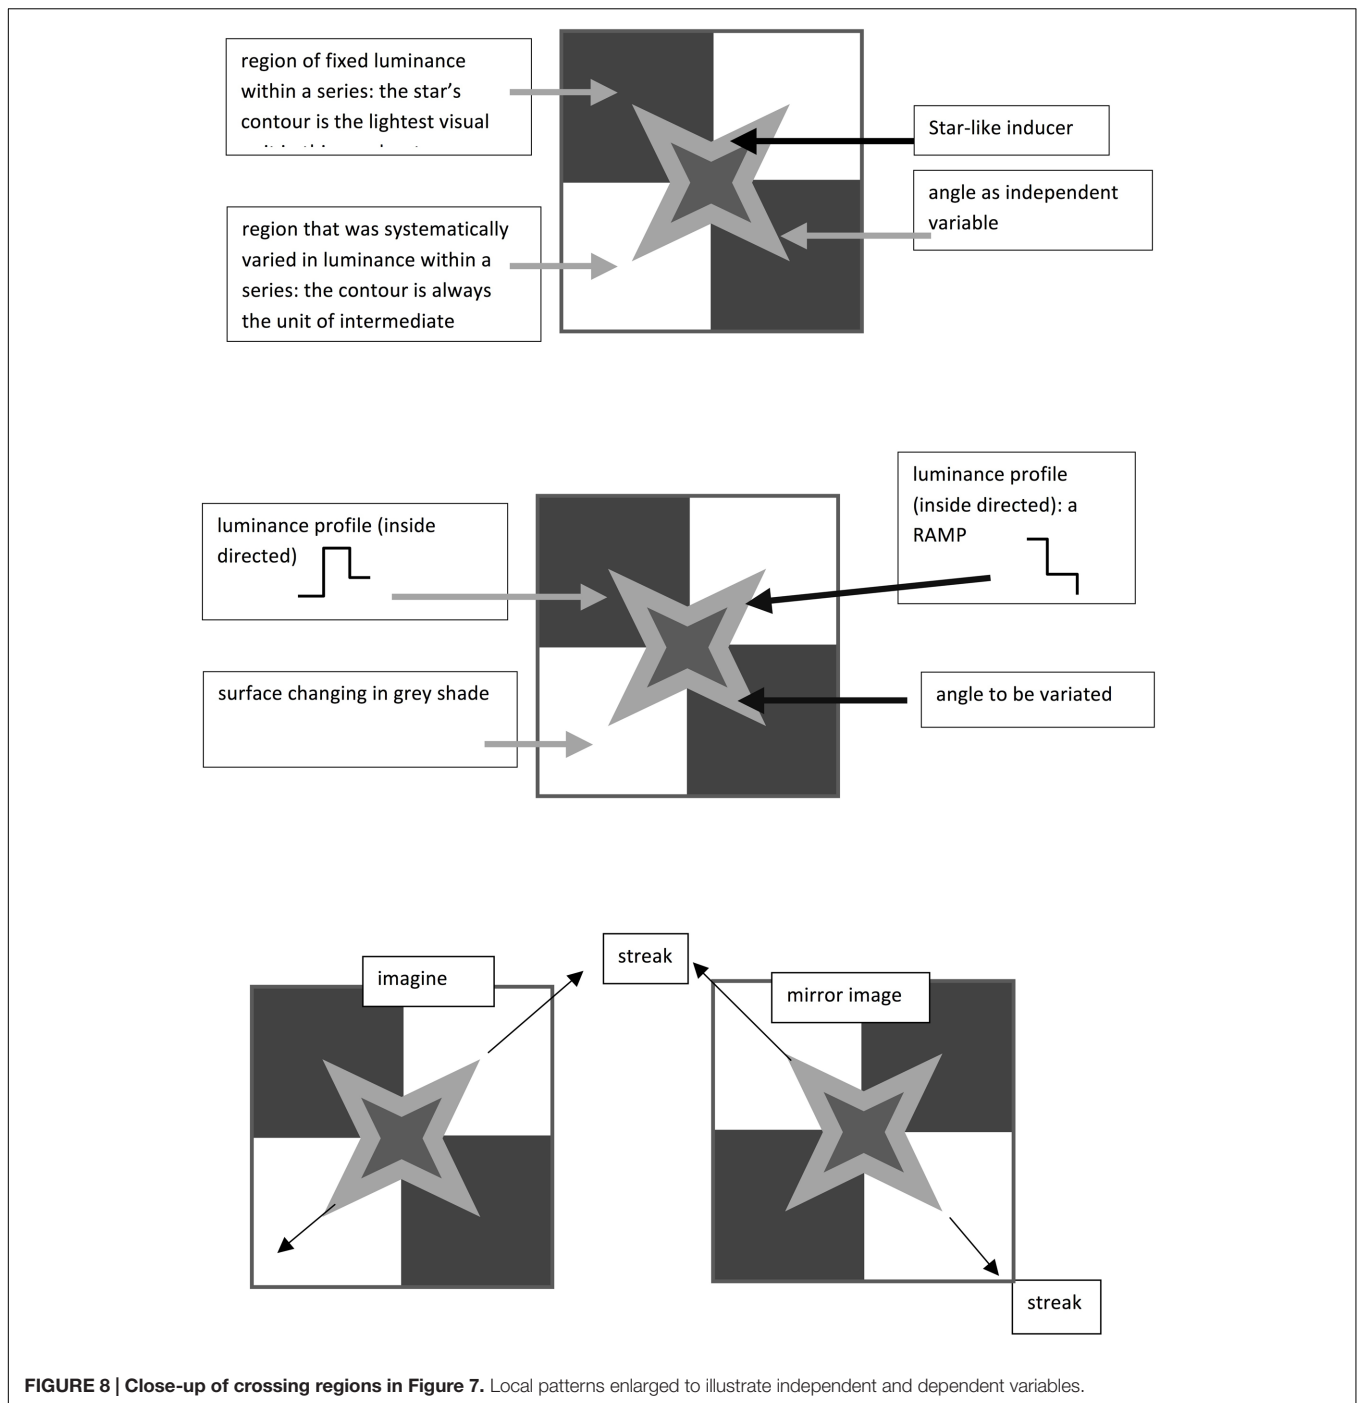 region of fixed luminance
within a series: the star's
contour is the lightest visual
Star-like inducer
angle as independent
variable
region that was systematically
varied in luminance within a
series: the contour is always
the unit of intermediate
luminance profile
(inside directed): a
RAMP
luminance profile (inside
directed)
surface changing in grey shade
angle to be variated
streak
imagine
mirror image
streak
FIGURE 8 | Close-up of crossing regions in Figure 7. Local patterns enlarged to illustrate independent and dependent variables.